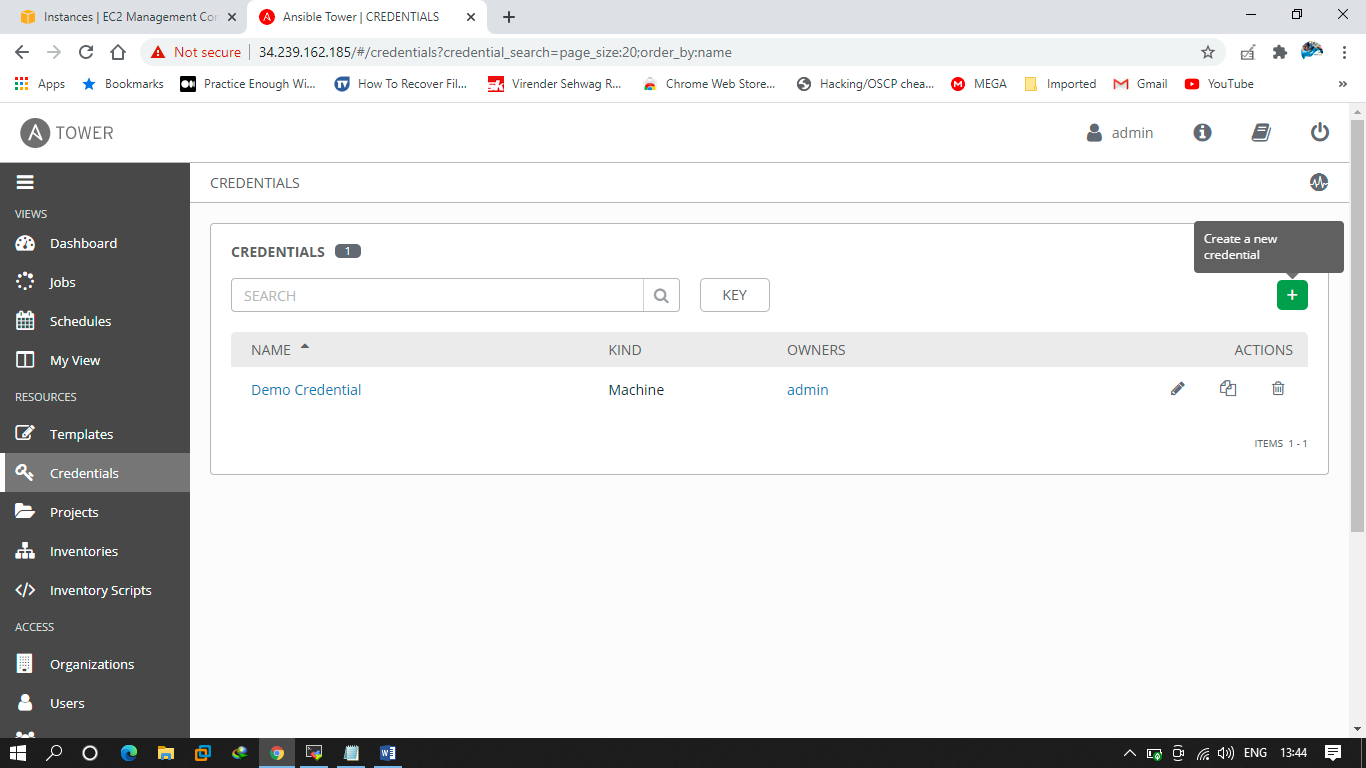 Instances | EC2 Management Con
Ansible Tower | CREDENTIALS
Not secure
34.239.162.185/#/credentials?credential_search=page_size:20;order_by:name
Apps
Bookmarks
Practice Enough Wi...
How To Recover Fil...
Virender Sehwag R...
Chrome Web Store...
Hacking/OSCP chea...
MEGA
Imported
Gmail
YouTube
»
A TOWER
admin
VIEWS
Dashboard
Jobs
Schedules
My View
RESOURCES
Templates
Credentials
Projects
Inventories
Inventory Scripts
ACCESS
Organizations
Users
CREDENTIALS
CREDENTIALS 1
Create a new
credential
SEARCH
KEY
+
NAME KIND OWNERS ACTIONS
Demo Credential Machine admin
ITEMS 1 - 1
ENG 13:44